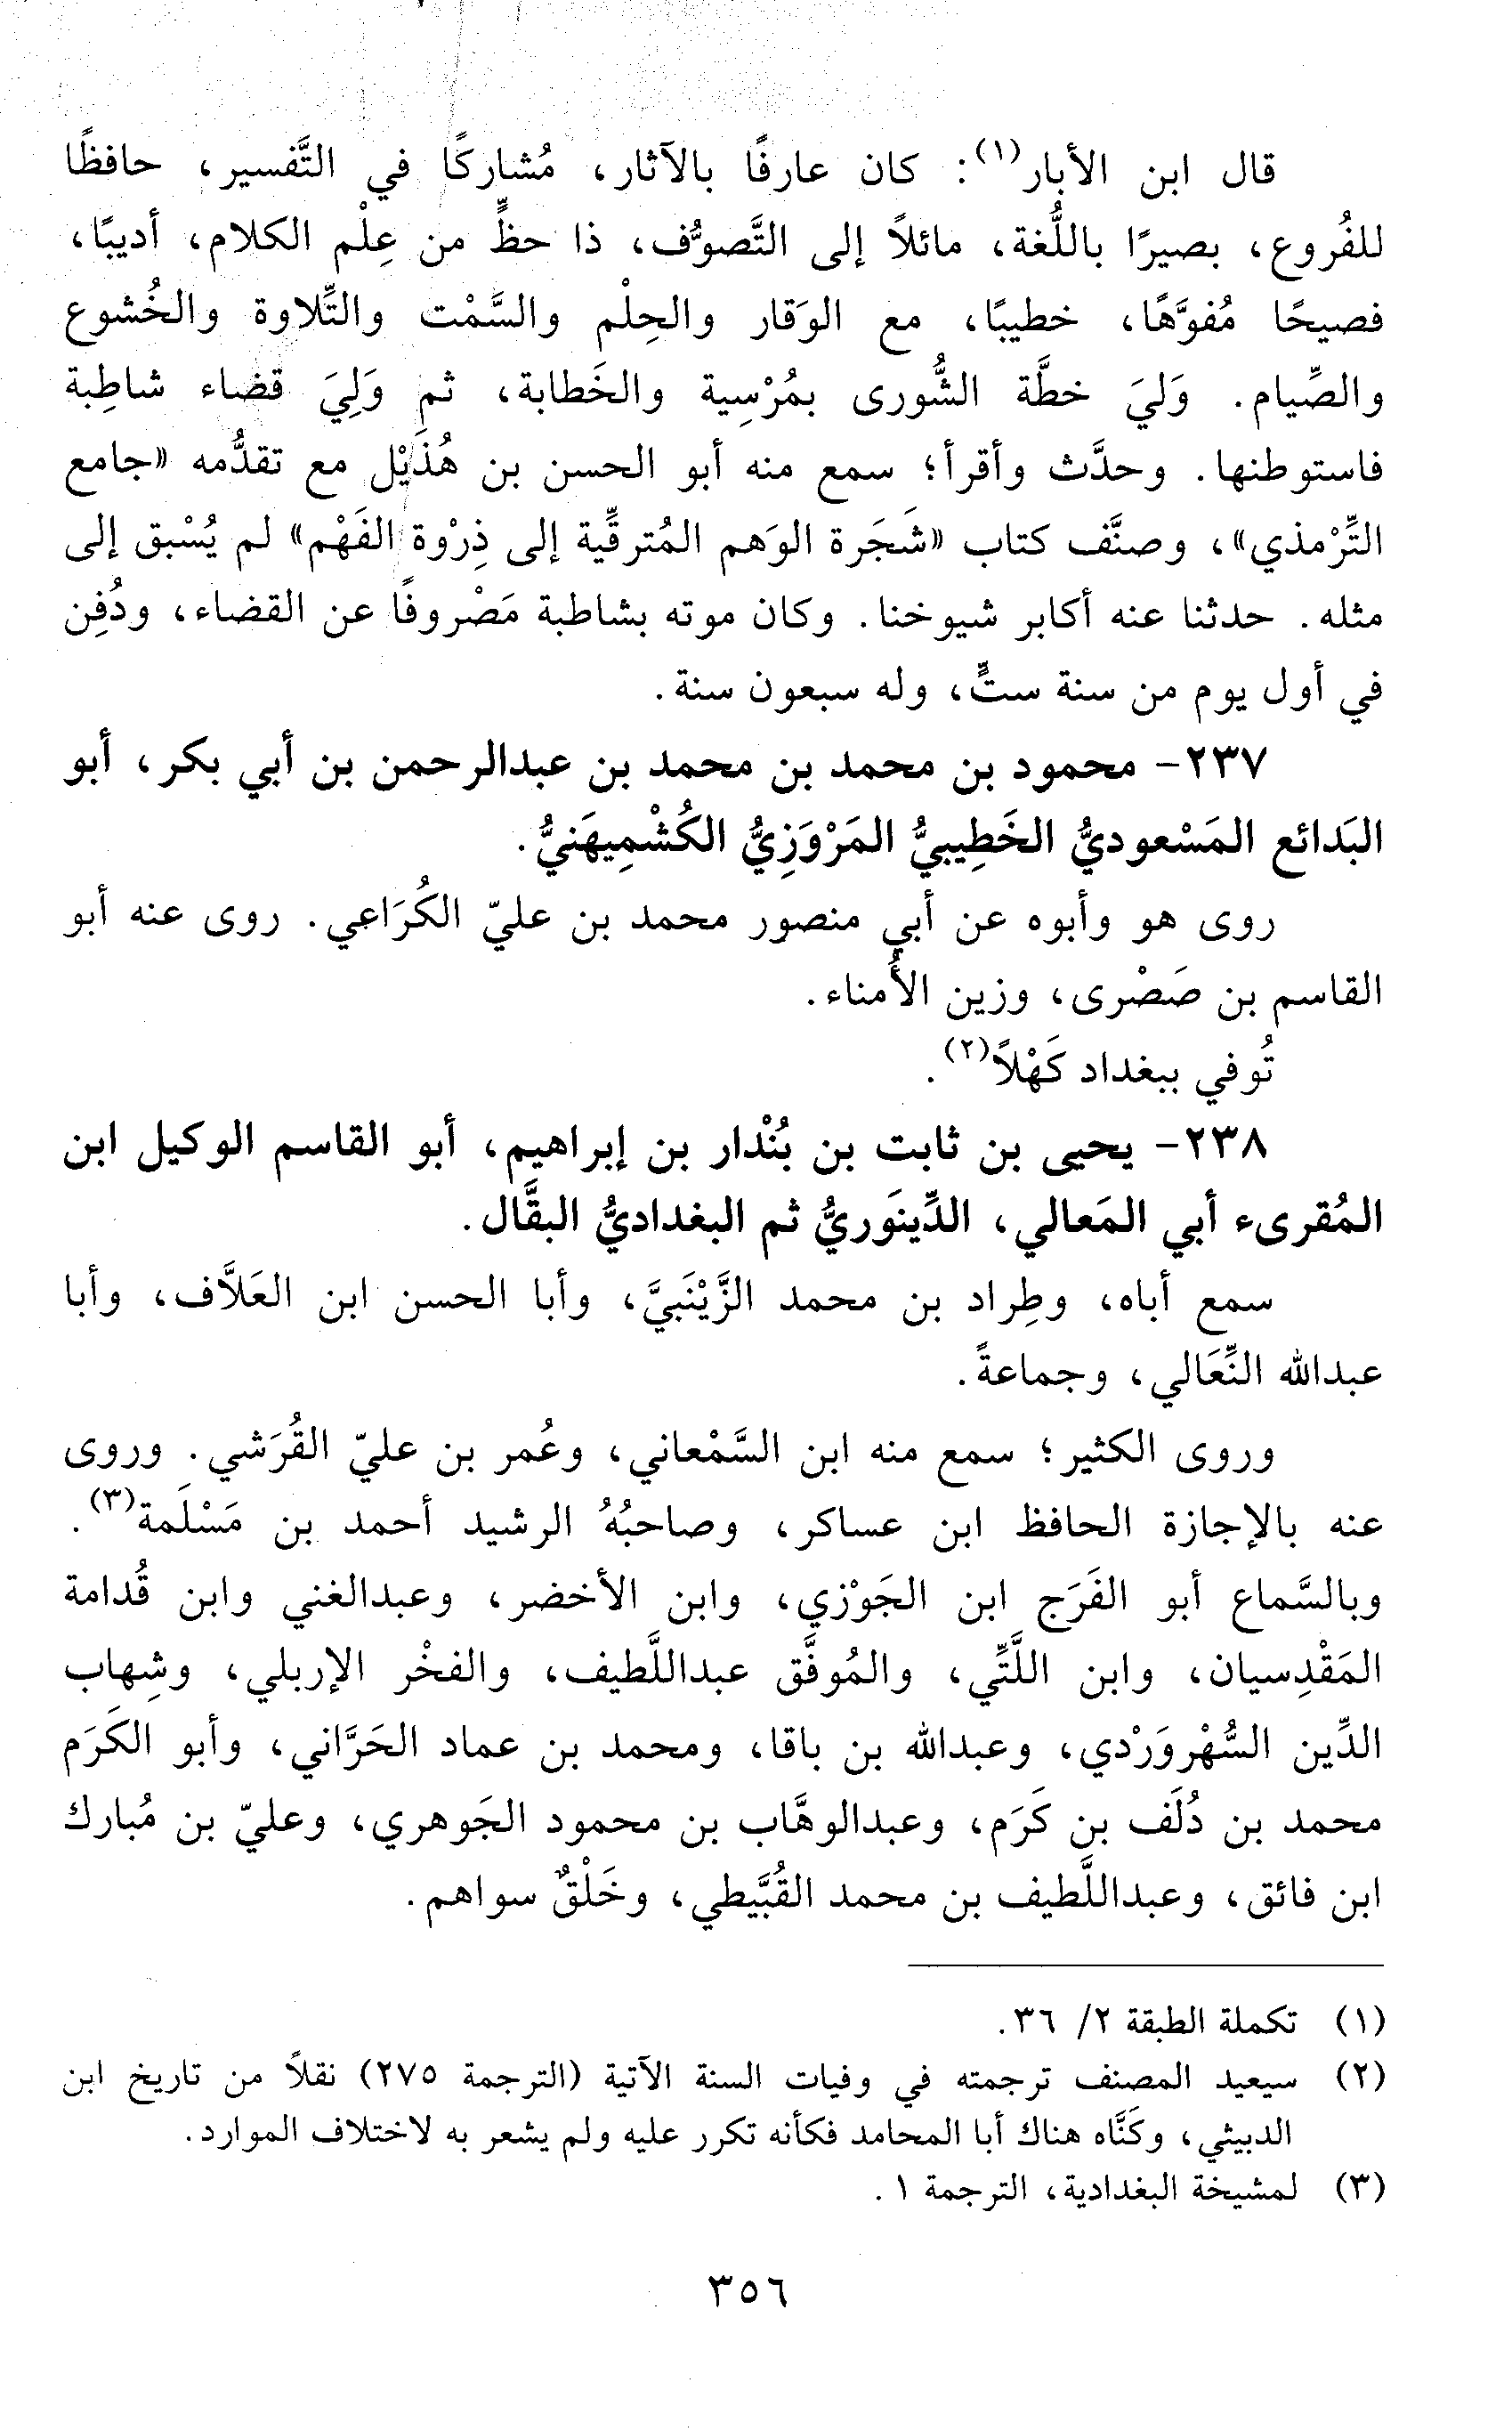 قال ابن الأبار(١): كان عارفًا بالآثار، مُشاركًا في التَّفسير، حافظًا
للفُروع، بصيرًا باللُّغة، مائلاً إلى التَّصوُّف، ذا حظٍّ من عِلْم الكلام، أديبًا،
فصيحًا مُفوَّهًا، خطيبًا، مع الوَقار والحِلْم والسَّمْت والتِّلاوة والخُشوع
والصِّيام. وَليَ خطَّة الشُّورى بمُرْسِية والخَطابة، ثم وَلِيَ قضاء شاطِبة
فاستوطنها. وحدَّث وأقرأ؛ سمع منه أبو الحسن بن هُذَيْل مع تقدُّمه «جامع
التِّرْمذي»، وصنَّف كتاب «شَجَرة الوَهم المُترقِّية إلى ذِرْوة الفَهْم» لم يُسْبق إلى
مثله. حدثنا عنه أكابر شيوخنا. وكان موته بشاطبة مَصْروفًا عن القضاء، ودُفِن
في أول يوم من سنة ستٍّ، وله سبعون سنة.
٢٣٧- محمود بن محمد بن محمد بن عبدالرحمن بن أبي بكر، أبو
البَدائع المَسْعوديُّ الخَطِيبيُّ المَرْوَزِيُّ الكُشْمِيهَنيُّ.
روى هو وأبوه عن أبي منصور محمد بن عليّ الكُرَاعي. روى عنه أبو
القاسم بن صَصْرى، وزين الأُمناء.
تُوفي ببغداد كَهْلاً(٢).
٢٣٨- يحيى بن ثابت بن بُنْدار بن إبراهيم، أبو القاسم الوكيل ابن
المُقرىء أبي المَعالي، الدِّينَوريُّ ثم البغداديُّ البقَّال.
سمع أباه، وطِراد بن محمد الزَّيْنَبيَّ، وأبا الحسن ابن العَلاَّف، وأبا
عبدالله النِّعَالي، وجماعةً.
وروى الكثير؛ سمع منه ابن السَّمْعاني، وعُمر بن عليّ القُرَشي. وروى
عنه بالإجازة الحافظ ابن عساكر، وصاحبُهُ الرشيد أحمد بن مَسْلَمة(٣).
وبالسَّماع أبو الفَرَج ابن الجَوْزي، وابن الأخضر، وعبدالغني وابن قُدامة
المَقْدِسيان، وابن اللَّتِّي، والمُوفَّق عبداللَّطيف، والفخْر الإربلي، وشِهاب
الدِّين السُّهْروَرْدي، وعبدالله بن باقا، ومحمد بن عماد الحَرَّاني، وأبو الكَرَم
محمد بن دُلَف بن كَرَم، وعبدالوهَّاب بن محمود الجَوهري، وعليّ بن مُبارك
ابن فائق، وعبداللَّطيف بن محمد القُبَّيطي، وخَلْقٌ سواهم.
(١) تكملة الطبقة ٢/ ٣٦.
(٢) سيعيد المصنف ترجمته في وفيات السنة الآتية (الترجمة ٢٧٥) نقلاً من تاريخ ابن
الدبيثي، وكَنَّاه هناك أبا المحامد فكأنه تكرر عليه ولم يشعر به لاختلاف الموارد.
(٣) لمشيخة البغدادية، الترجمة ١.
٣٥٦